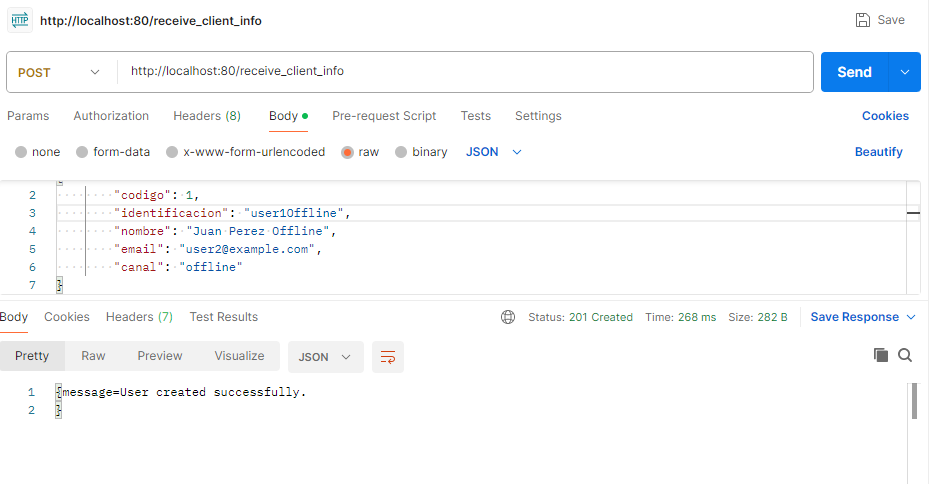 HTTP http://localhost:80/receive_client_info Save
POST http://localhost:80/receive_client_info Send
Params Authorization Headers (8) Body Pre-request Script Tests Settings Cookies
none form-data x-www-form-urlencoded raw binary JSON Beautify
{
2 "codigo": 1,
3 "identificacion": "user1Offline",
4 "nombre": "Juan Perez Offline",
5 "email": "user2@example.com",
6 "canal": "offline"
7 }
Body Cookies Headers (7) Test Results Status: 201 Created Time: 268 ms Size: 282 B Save Response
Pretty Raw Preview Visualize JSON
1 {message=User created successfully.
2 }